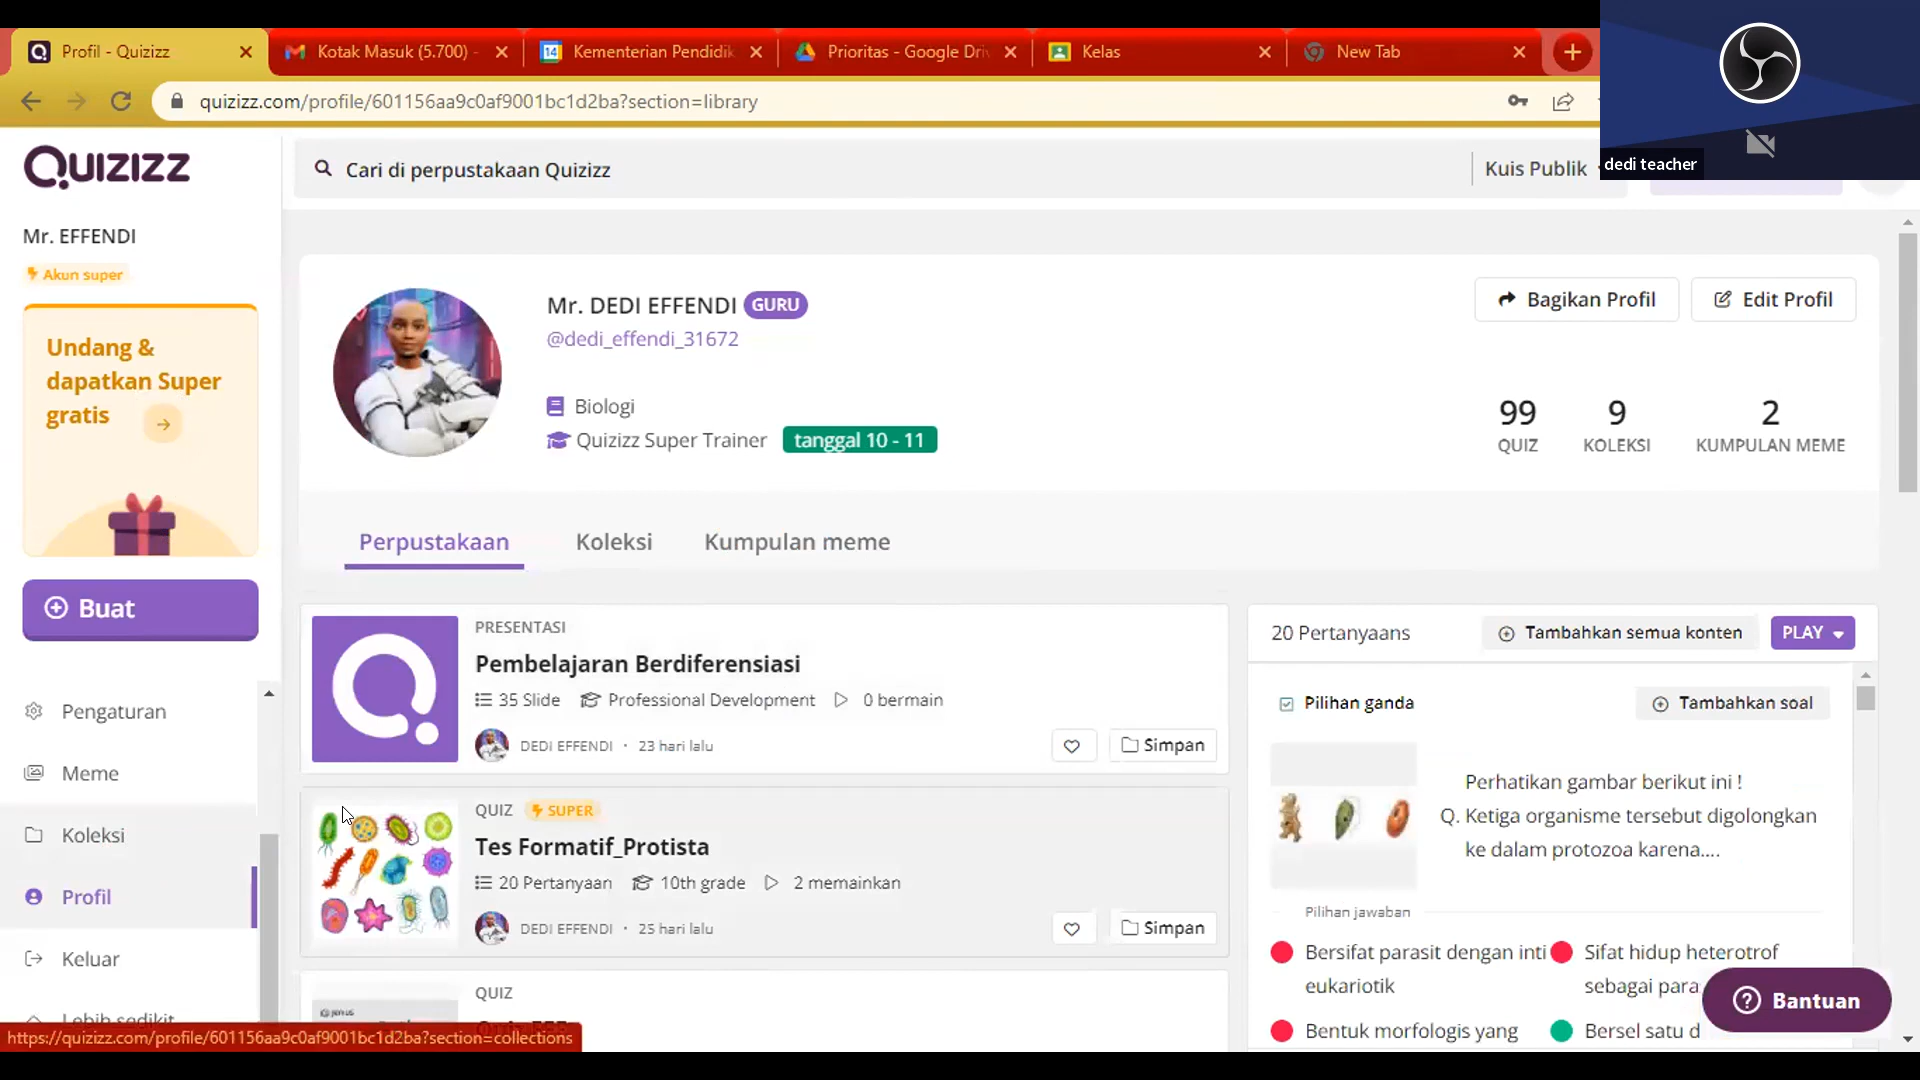 Profil - Quizizz
Kotak Masuk (5.700) -
14
Kementerian Pendidik
Prioritas - Google Driv
Kelas
New Tab
quizizz.com/profile/601156aa9c0af9001bc1d2ba?section=library
dedi teacher
QUIZIZZ
Cari di perpustakaan Quizizz
Kuis Publik
Mr. EFFENDI
Akun super
Undang &
dapatkan Super
gratis
Buat
Pengaturan
Meme
Koleksi
Profil
Keluar
Lebih sedikit
Mr. DEDI EFFENDI GURU
@dedi_effendi_31672
Biologi
Quizizz Super Trainer tanggal 10 - 11
Bagikan Profil
Edit Profil
99 9 2
QUIZ KOLEKSI KUMPULAN MEME
Perpustakaan Koleksi Kumpulan meme
PRESENTASI
Pembelajaran Berdiferensiasi
35 Slide Professional Development 0 bermain
DEDI EFFENDI · 23 hari lalu
Simpan
QUIZ SUPER
Tes Formatif_Protista
20 Pertanyaan 10th grade 2 memainkan
DEDI EFFENDI · 25 hari lalu
Simpan
QUIZ
20 Pertanyaans
Tambahkan semua konten
PLAY
Pilihan ganda
Tambahkan soal
Perhatikan gambar berikut ini !
Q. Ketiga organisme tersebut digolongkan
ke dalam protozoa karena....
Pilihan jawaban
Bersifat parasit dengan inti
eukariotik
Sifat hidup heterotrof
sebagai para
Bentuk morfologis yang
Bersel satu d
Bantuan
https://quizizz.com/profile/601156aa9c0af9001bc1d2ba?section=collections